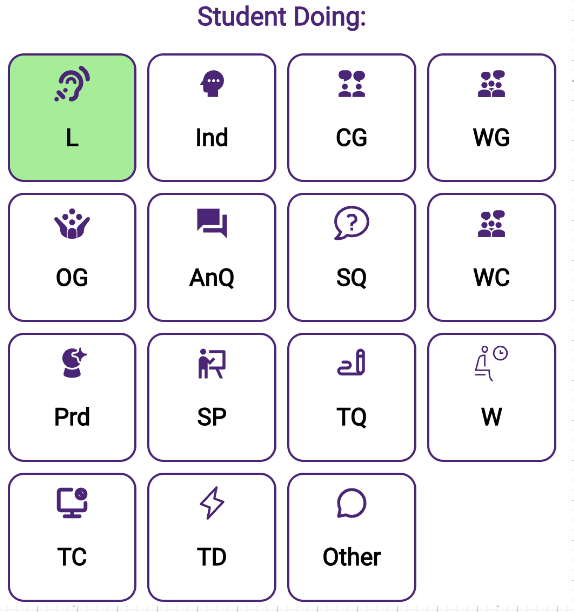 Student Doing:
L Ind CG WG
?
OG AnQ SQ WC
Prd SP TQ W
TC TD Other